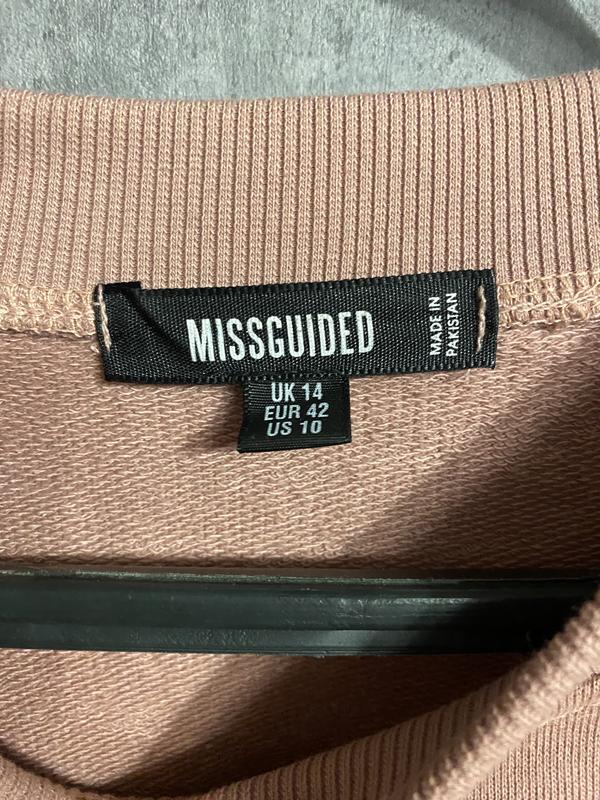 MISSGUIDED
MADE IN
PAKISTAN
UK 14
EUR 42
US 10